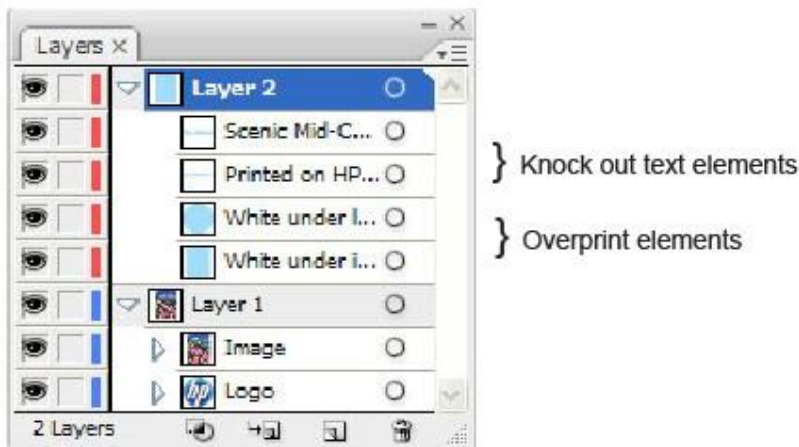 Layers
Layer 2
Scenic Mid-C...
Printed on HP...
White under l...
White under i...
Layer 1
Image
hp Logo
2 Layers
} Knock out text elements
} Overprint elements